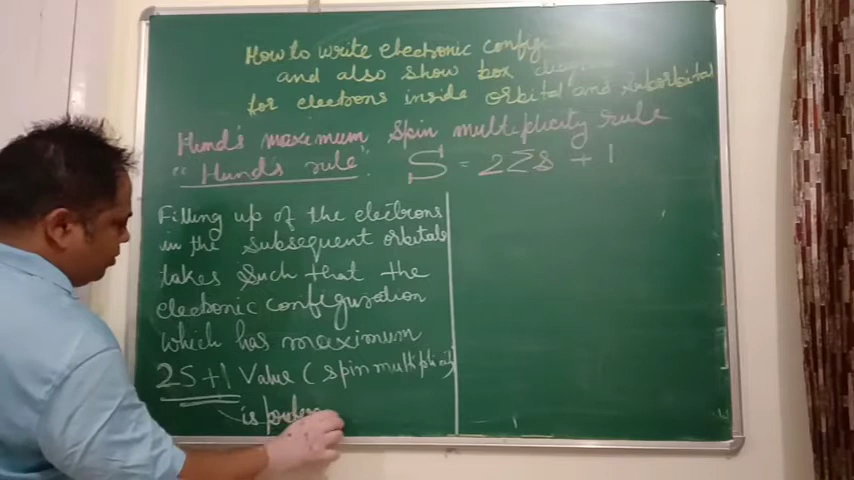 How to write electronic config
and also show box
for electrons inside orbital and suborbital
Hund's maximum spin multiplicity rule
"Hund's rule". S = 2Σs + 1
Filling up of the electrons
in the subsequent orbitals
takes such that the
electronic configuration
which has maximum
2S+1 Value (spin multiplicity)
is